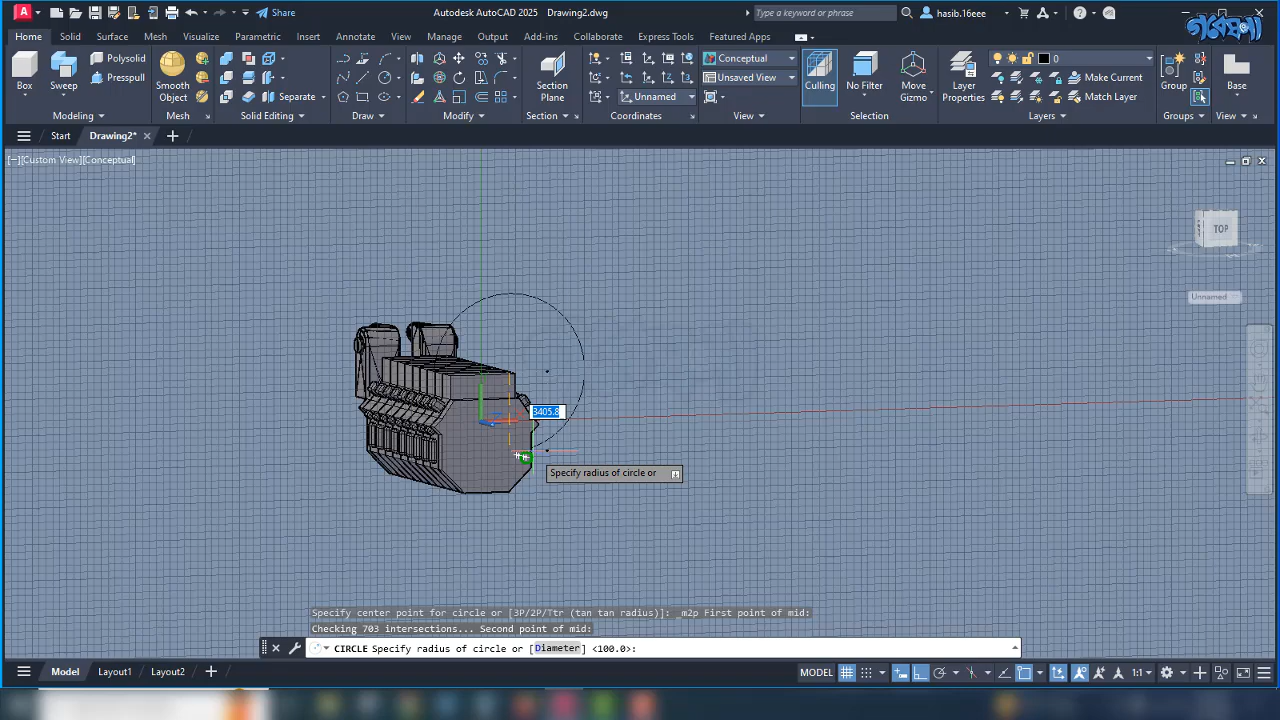 Share
Autodesk AutoCAD 2025 Drawing2.dwg
Type a keyword or phrase
hasib.16eee
গবেষণা
Home Solid Surface Mesh Visualize Parametric Insert Annotate View Manage Output Add-ins Collaborate Express Tools Featured Apps
Polysolid
Presspull
Box Sweep
Smooth
Object
Separate
Section
Plane
Unnamed
Conceptual
Unsaved View
Culling No Filter
Move
Gizmo
Layer
Properties
0
Make Current
Match Layer
Group
Base
Modeling Mesh Solid Editing Draw Modify Section Coordinates View Selection Layers Groups View
Start Drawing2*
[−][Custom View][Conceptual]
TOP
Unnamed
3405.8
Specify radius of circle or
Specify center point for circle or [3P/2P/Ttr (tan tan radius)]: _m2p First point of mid:
Checking 703 intersections... Second point of mid:
CIRCLE Specify radius of circle or [Diameter] <100.0>:
Model Layout1 Layout2
MODEL
1:1